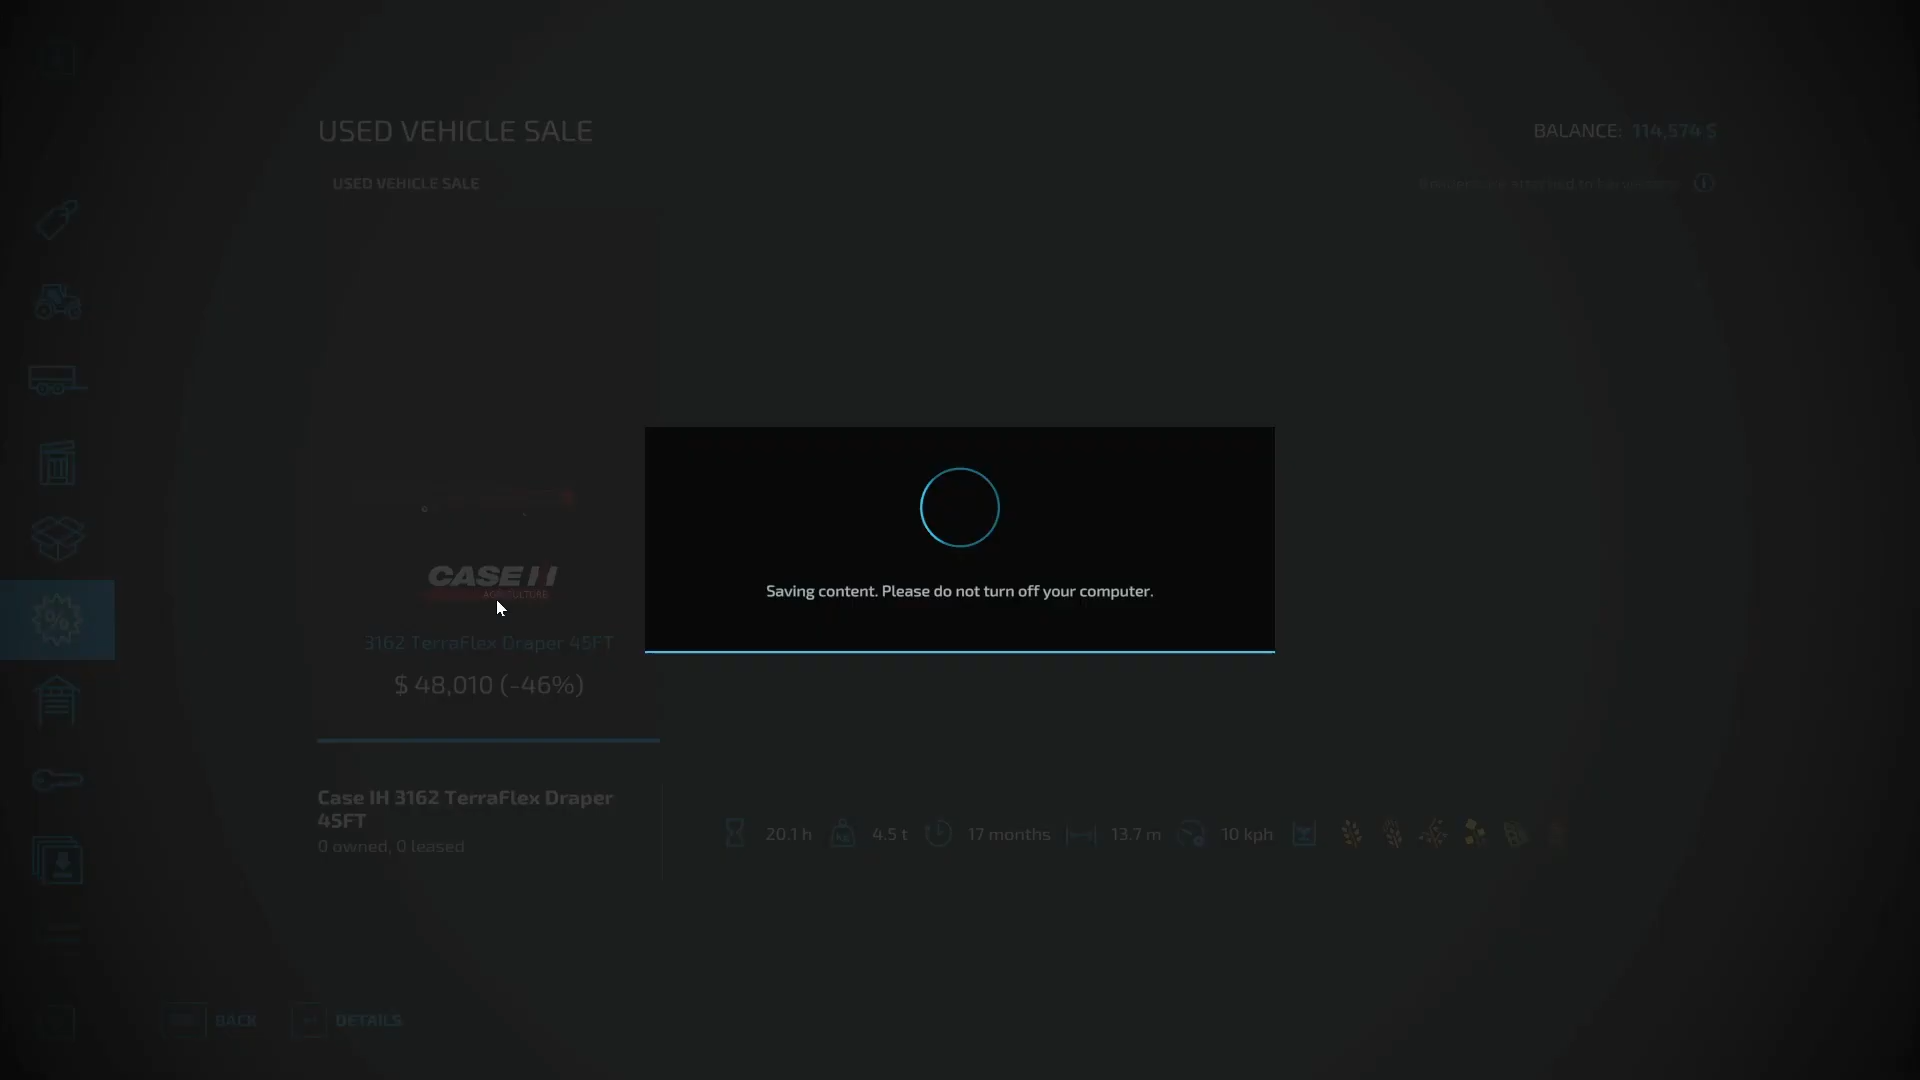 USED VEHICLE SALE
BALANCE: 114,574 $
USED VEHICLE SALE
CASE IH
AGRICULTURE
3162 TerraFlex Draper 45FT
$ 48,010 (-46%)
Saving content. Please do not turn off your computer.
Case IH 3162 TerraFlex Draper
45FT
0 owned, 0 leased
20.1 h
4.5 t
17 months
13.7 m
10 kph
BACK
DETAILS